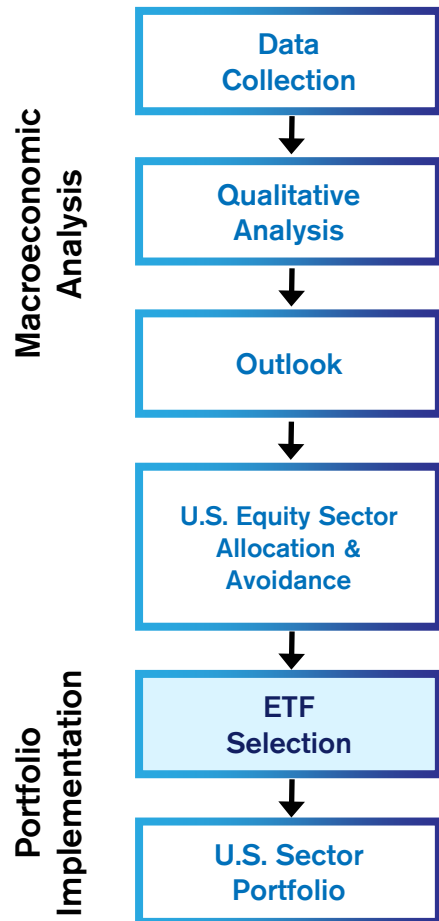 Macroeconomic
Analysis
Data
Collection
Qualitative
Analysis
Outlook
U.S. Equity Sector
Allocation &
Avoidance
Portfolio
Implementation
ETF
Selection
U.S. Sector
Portfolio